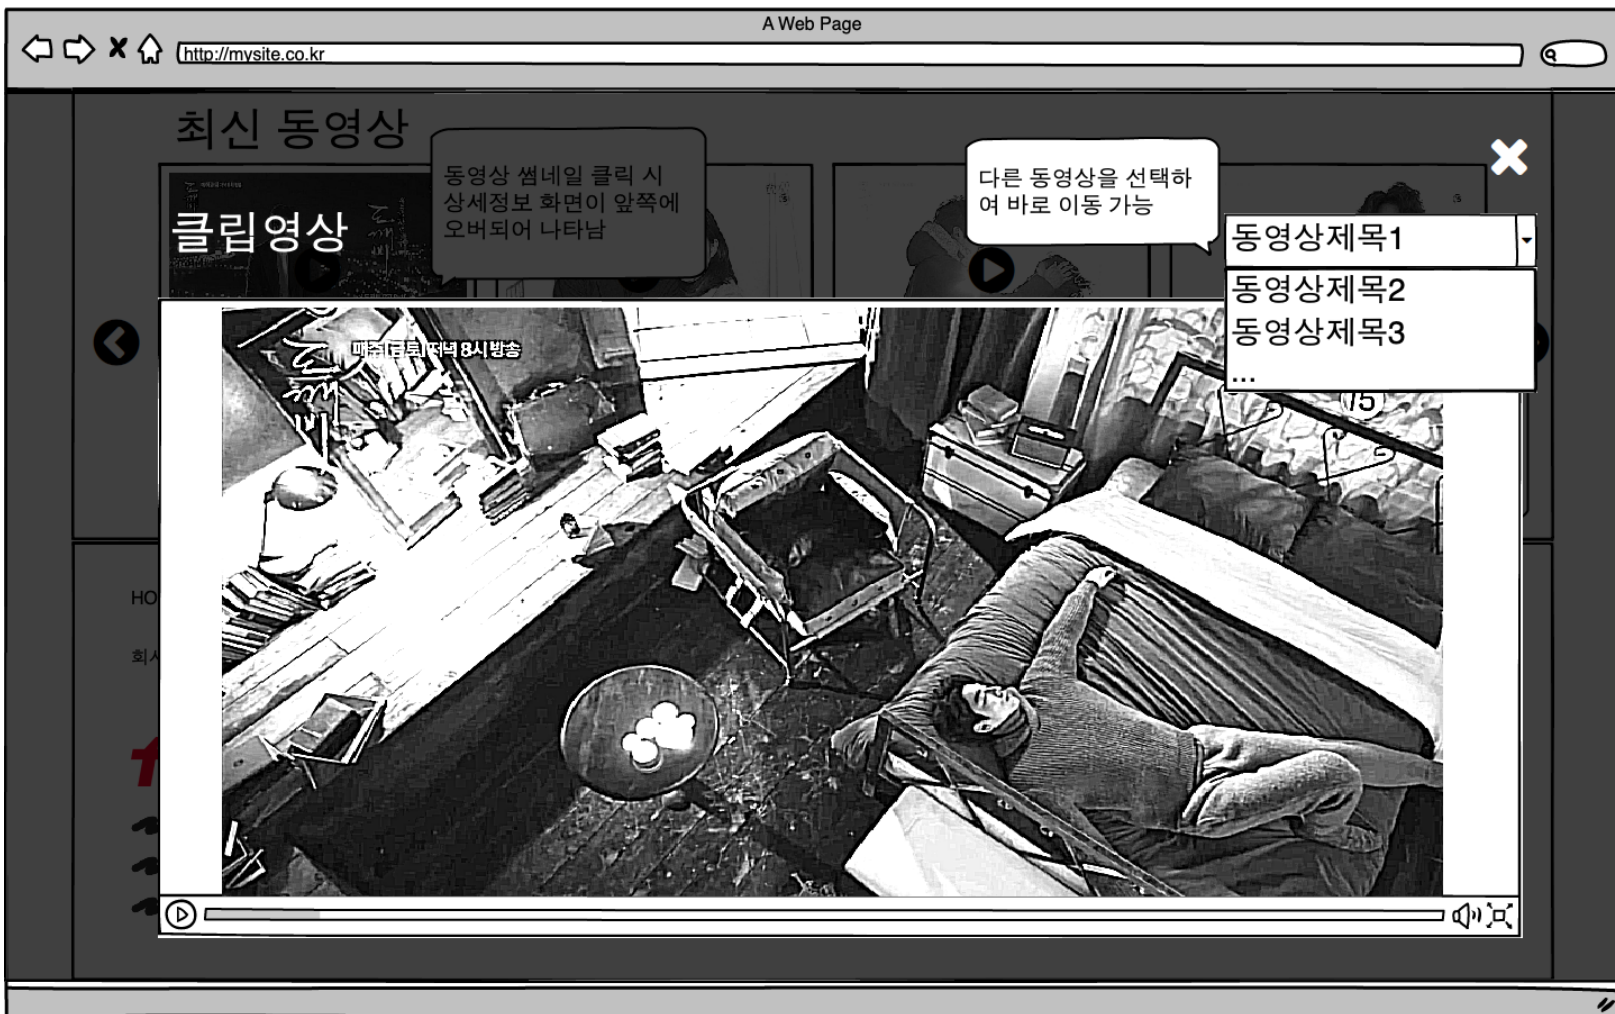 A Web Page
http://mysite.co.kr
최신 동영상
동영상 썸네일 클릭 시
상세정보 화면이 앞쪽에
오버되어 나타남
다른 동영상을 선택하
여 바로 이동 가능
클립영상
동영상제목1
동영상제목2
동영상제목3
...
매주[금토]저녁 8시 방송
15
HO
회사